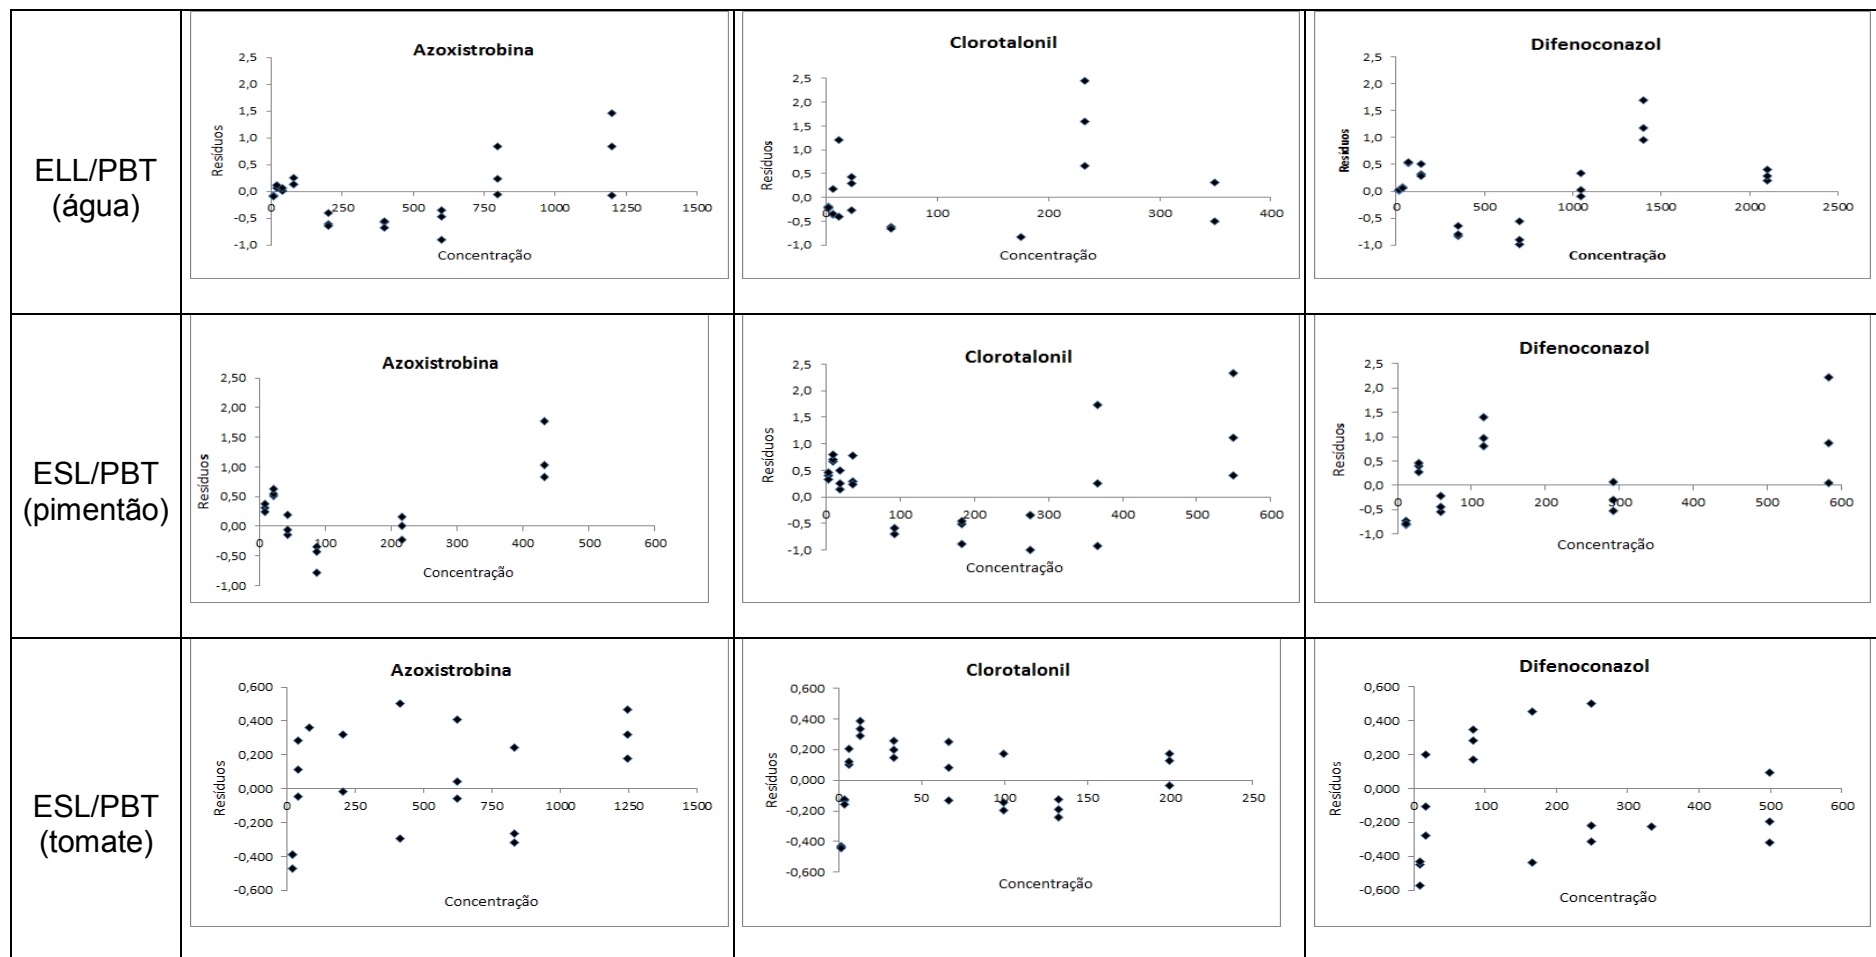 ELL/PBT
(água)
Azoxistrobina
2,5
2,0
1,5
1,0
0,5
0,0
-0,5
-1,0
0 250 500 750 1000 1250 1500
Resíduos
Concentração
Clorotalonil
2,5
2,0
1,5
1,0
0,5
0,0
-0,5
-1,0
0 100 200 300 400
Resíduos
Concentração
Difenoconazol
2,5
2,0
1,5
1,0
0,5
0,0
-0,5
-1,0
0 500 1000 1500 2000 2500
Resíduos
Concentração
ESL/PBT
(pimentão)
Azoxistrobina
2,50
2,00
1,50
1,00
0,50
0,00
-0,50
-1,00
0 100 200 300 400 500 600
Resíduos
Concentração
Clorotalonil
2,5
2,0
1,5
1,0
0,5
0,0
-0,5
-1,0
0 100 200 300 400 500 600
Resíduos
Concentração
Difenoconazol
2,5
2,0
1,5
1,0
0,5
0,0
-0,5
-1,0
0 100 200 300 400 500 600
Resíduos
Concentração
ESL/PBT
(tomate)
Azoxistrobina
0,600
0,400
0,200
0,000
-0,200
-0,400
-0,600
0 250 500 750 1000 1250 1500
Resíduos
Concentração
Clorotalonil
0,600
0,400
0,200
0,000
-0,200
-0,400
-0,600
0 50 100 150 200 250
Resíduos
Concentração
Difenoconazol
0,600
0,400
0,200
0,000
-0,200
-0,400
-0,600
0 100 200 300 400 500 600
Resíduos
Concentração